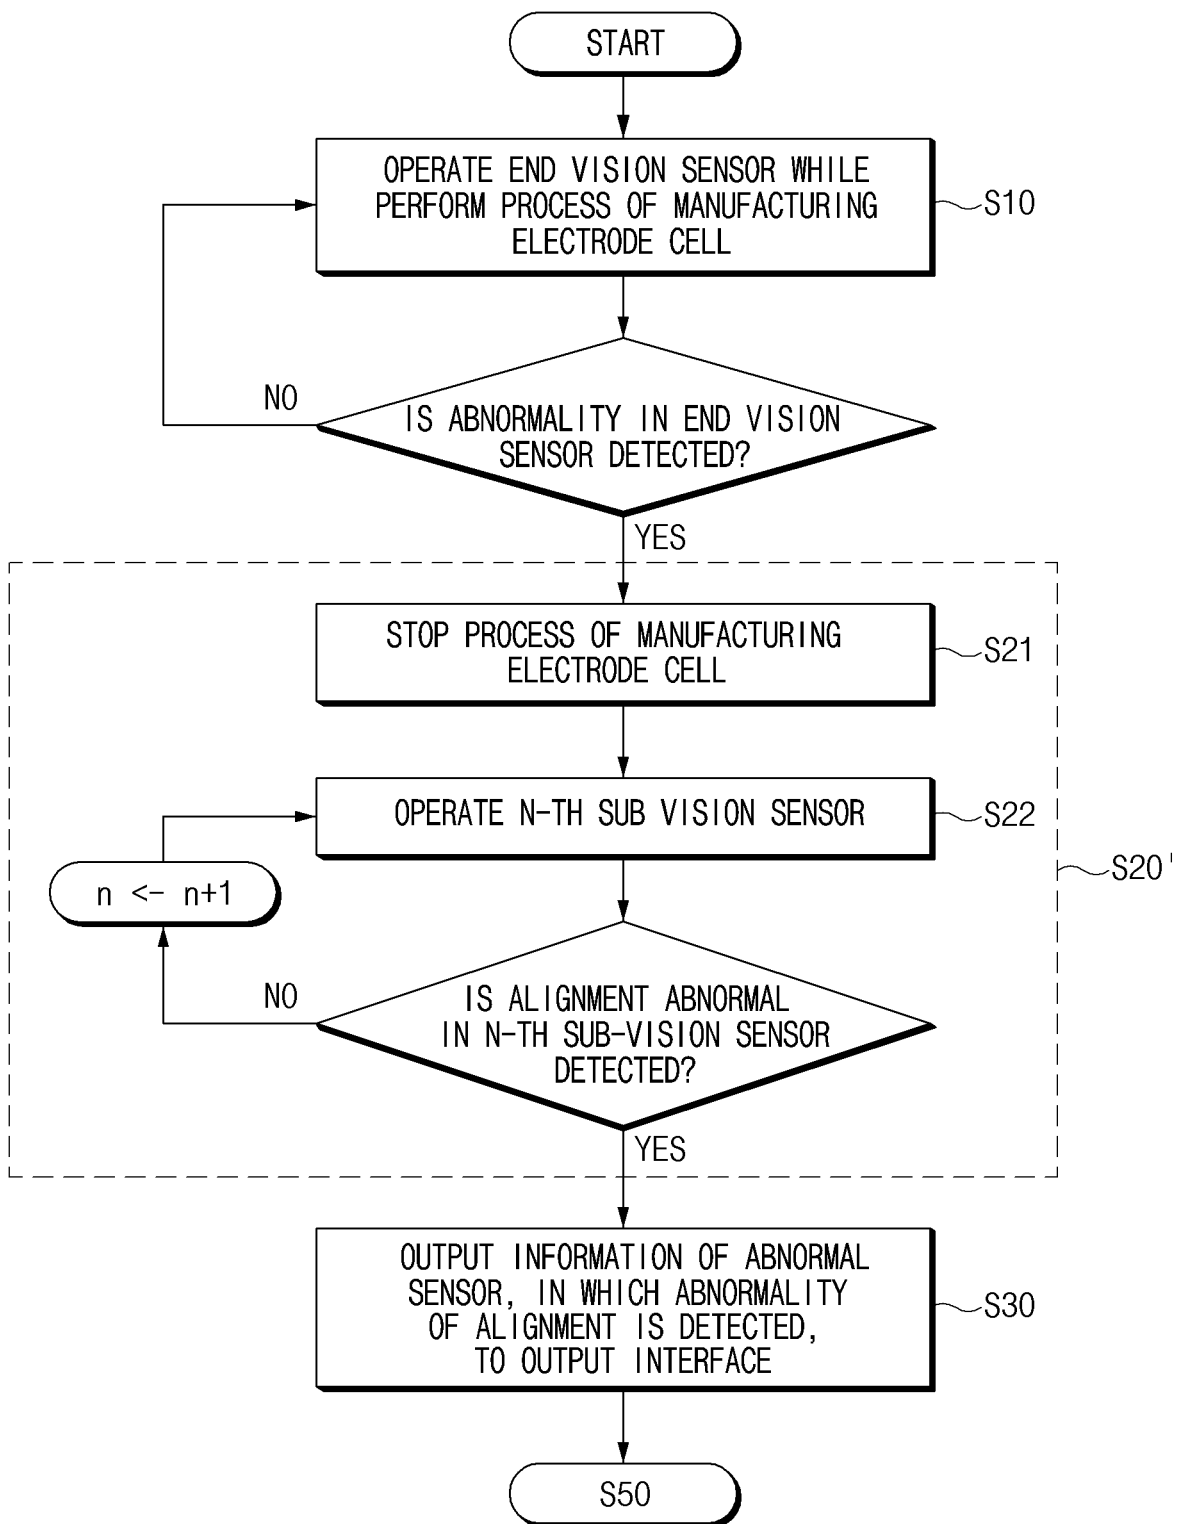 START
OPERATE END VISION SENSOR WHILE
PERFORM PROCESS OF MANUFACTURING
ELECTRODE CELL
S10
NO
IS ABNORMALITY IN END VISION
SENSOR DETECTED?
YES
STOP PROCESS OF MANUFACTURING
ELECTRODE CELL
S21
OPERATE N-TH SUB VISION SENSOR
S22
n <- n+1
S20'
NO
IS ALIGNMENT ABNORMAL
IN N-TH SUB-VISION SENSOR
DETECTED?
YES
OUTPUT INFORMATION OF ABNORMAL
SENSOR, IN WHICH ABNORMALITY
OF ALIGNMENT IS DETECTED,
TO OUTPUT INTERFACE
S30
S50